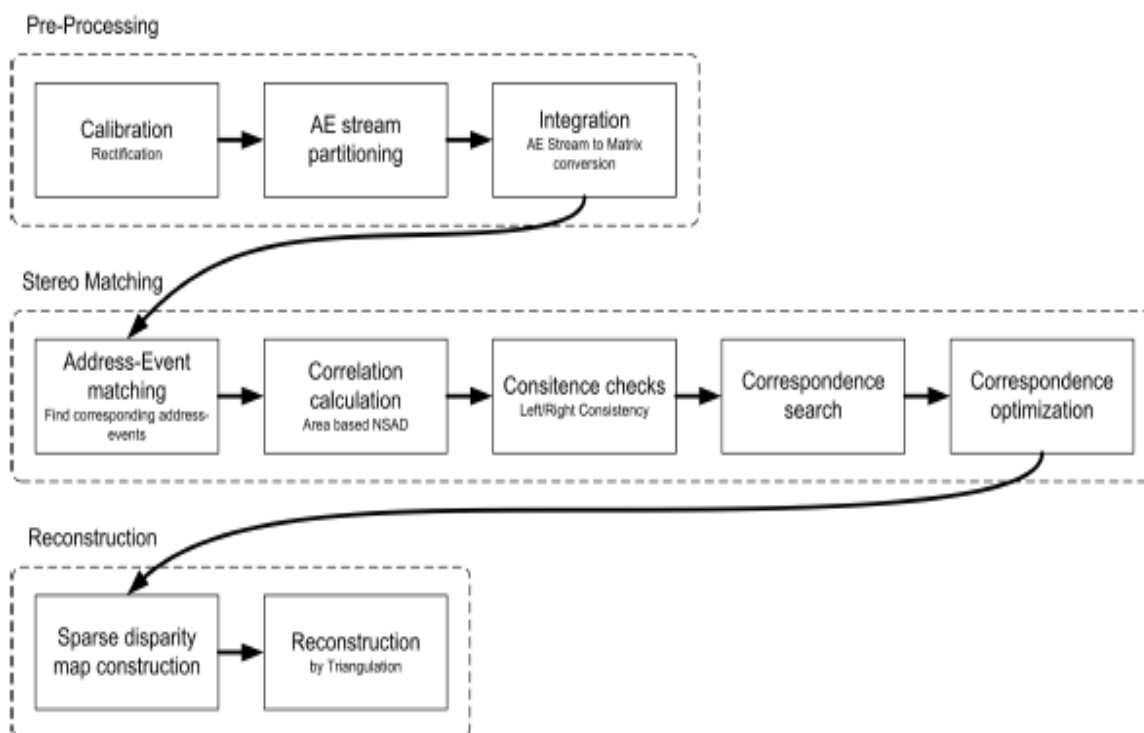 Pre-Processing
Calibration
Rectification
AE stream
partitioning
Integration
AE Stream to Matrix
conversion
Stereo Matching
Address-Event
matching
Find corresponding address-
events
Correlation
calculation
Area based NSAD
Consitence checks
Left/Right Consistency
Correspondence
search
Correspondence
optimization
Reconstruction
Sparse disparity
map construction
Reconstruction
by Triangulation